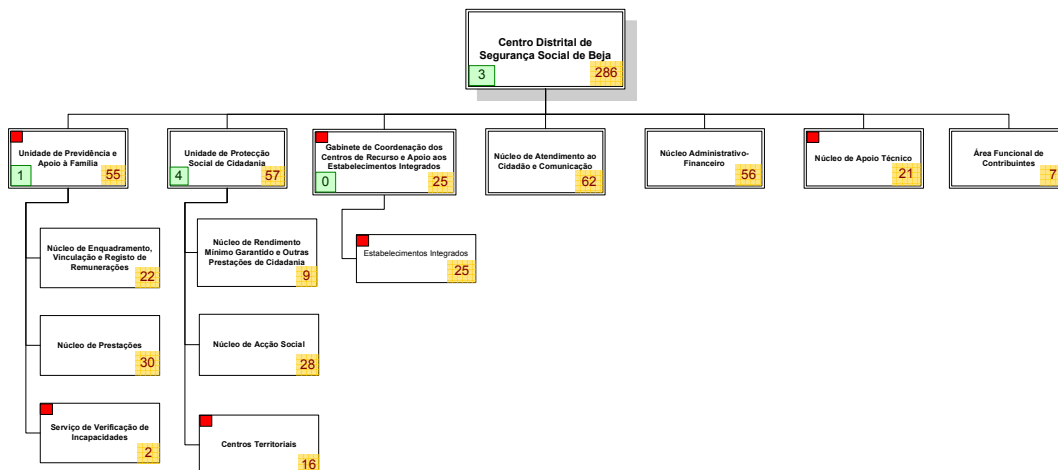 Centro Distrital de
Segurança Social de Beja
3
286
Unidade de Previdência e
Apoio à Família
1
55
Unidade de Protecção
Social de Cidadania
4
57
Gabinete de Coordenação dos
Centros de Recurso e Apoio aos
Estabelecimentos Integrados
0
25
Núcleo de Atendimento ao
Cidadão e Comunicação
62
Núcleo Administrativo-
Financeiro
56
Núcleo de Apoio Técnico
21
Área Funcional de
Contribuintes
7
Núcleo de Enquadramento,
Vinculação e Registo de
Remunerações
22
Núcleo de Rendimento
Mínimo Garantido e Outras
Prestações de Cidadania
9
Estabelecimentos Integrados
25
Núcleo de Prestações
30
Núcleo de Acção Social
28
Serviço de Verificação de
Incapacidades
2
Centros Territoriais
16